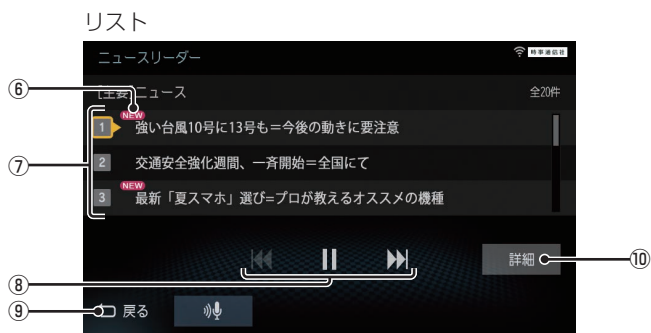 リスト
ニュースリーダー
時事通信社
⑥
[主要]ニュース
全20件
⑦
NEW
1 強い台風10号に13号も=今後の動きに要注意
2 交通安全強化週間、一斉開始=全国にて
NEW
3 最新「夏スマホ」選び=プロが教えるオススメの機種
⑧
詳細
⑩
⑨
戻る